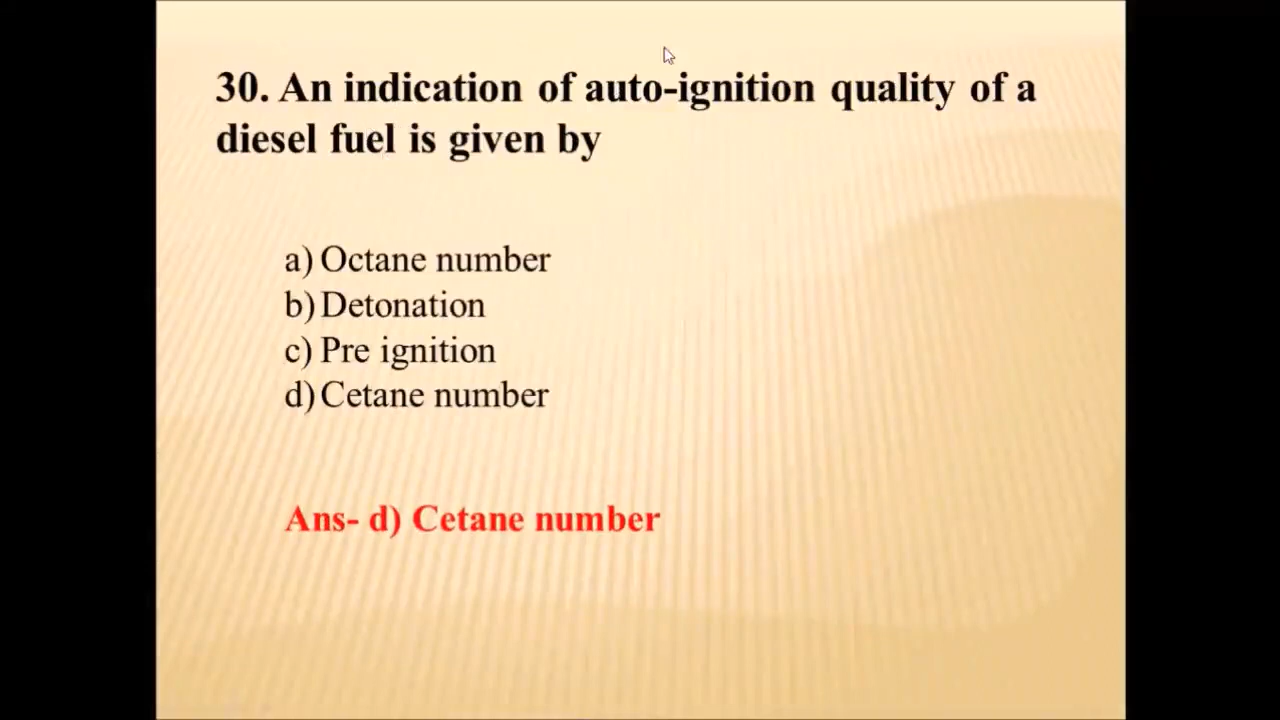 30. An indication of auto-ignition quality of a
diesel fuel is given by
a) Octane number
b) Detonation
c) Pre ignition
d) Cetane number
Ans- d) Cetane number